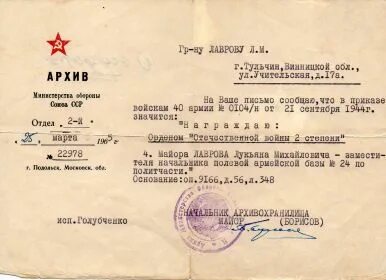 Гр-ну ЛАВРОВУ Л.М.
г.Тульчин, Винницкой обл.,
ул.Учительская, д.17а.
АРХИВ
Министерства обороны
Союза ССР
Отдел 2-й
25 марта 1965
№ 22978
г. Подольск, Московск. обл.
На Ваше письмо сообщаю, что в приказе
войскам 40 армии № 0104/н от 21 сентября 1944г.
значится:
"Н а г р а ж д а ю:
Орденом "Отечественной войны 2 степени"
4. Майора ЛАВРОВА Лукьяна Михайловича - замести-
теля начальника полевой армейской базы № 24 по
политчасти."
Основание: оп.9166, д.56, л.348
НАЧАЛЬНИК АРХИВОХРАНИЛИЩА
МАЙОР (БОРИСОВ)
исп.Голубченко